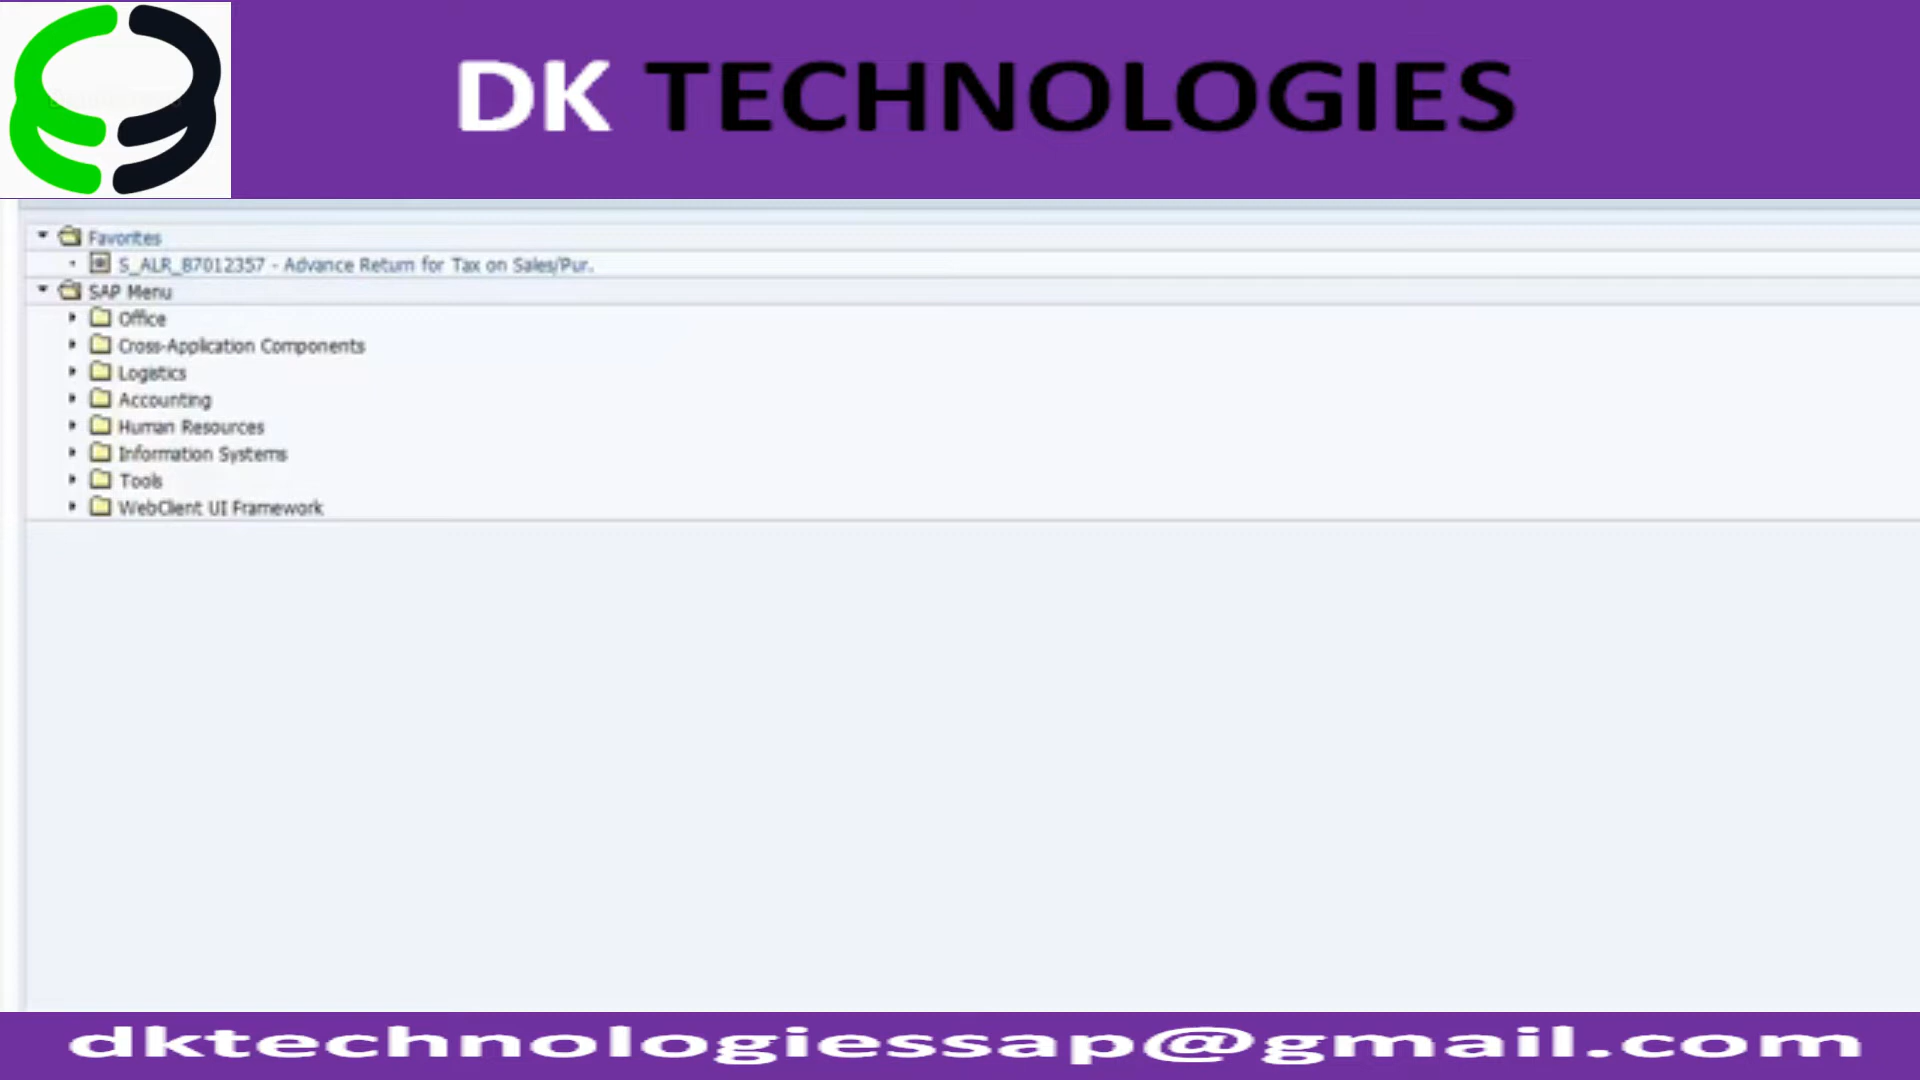 DK TECHNOLOGIES
Favorites
S_ALR_87012357 - Advance Return for Tax on Sales/Pur.
SAP Menu
Office
Cross-Application Components
Logistics
Accounting
Human Resources
Information Systems
Tools
WebClient UI Framework
dktechnologiessap@gmail.com